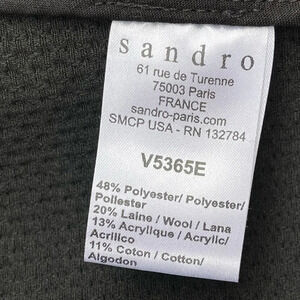 sandro
61 rue de Turenne
75003 Paris
FRANCE
sandro-paris.com
SMCP USA - RN 132784
V5365E
48% Polyester/ Polyester/
Poliester
20% Laine / Wool / Lana
13% Acrylique / Acrylic/
Acrilico
11% Coton / Cotton/
Algodon